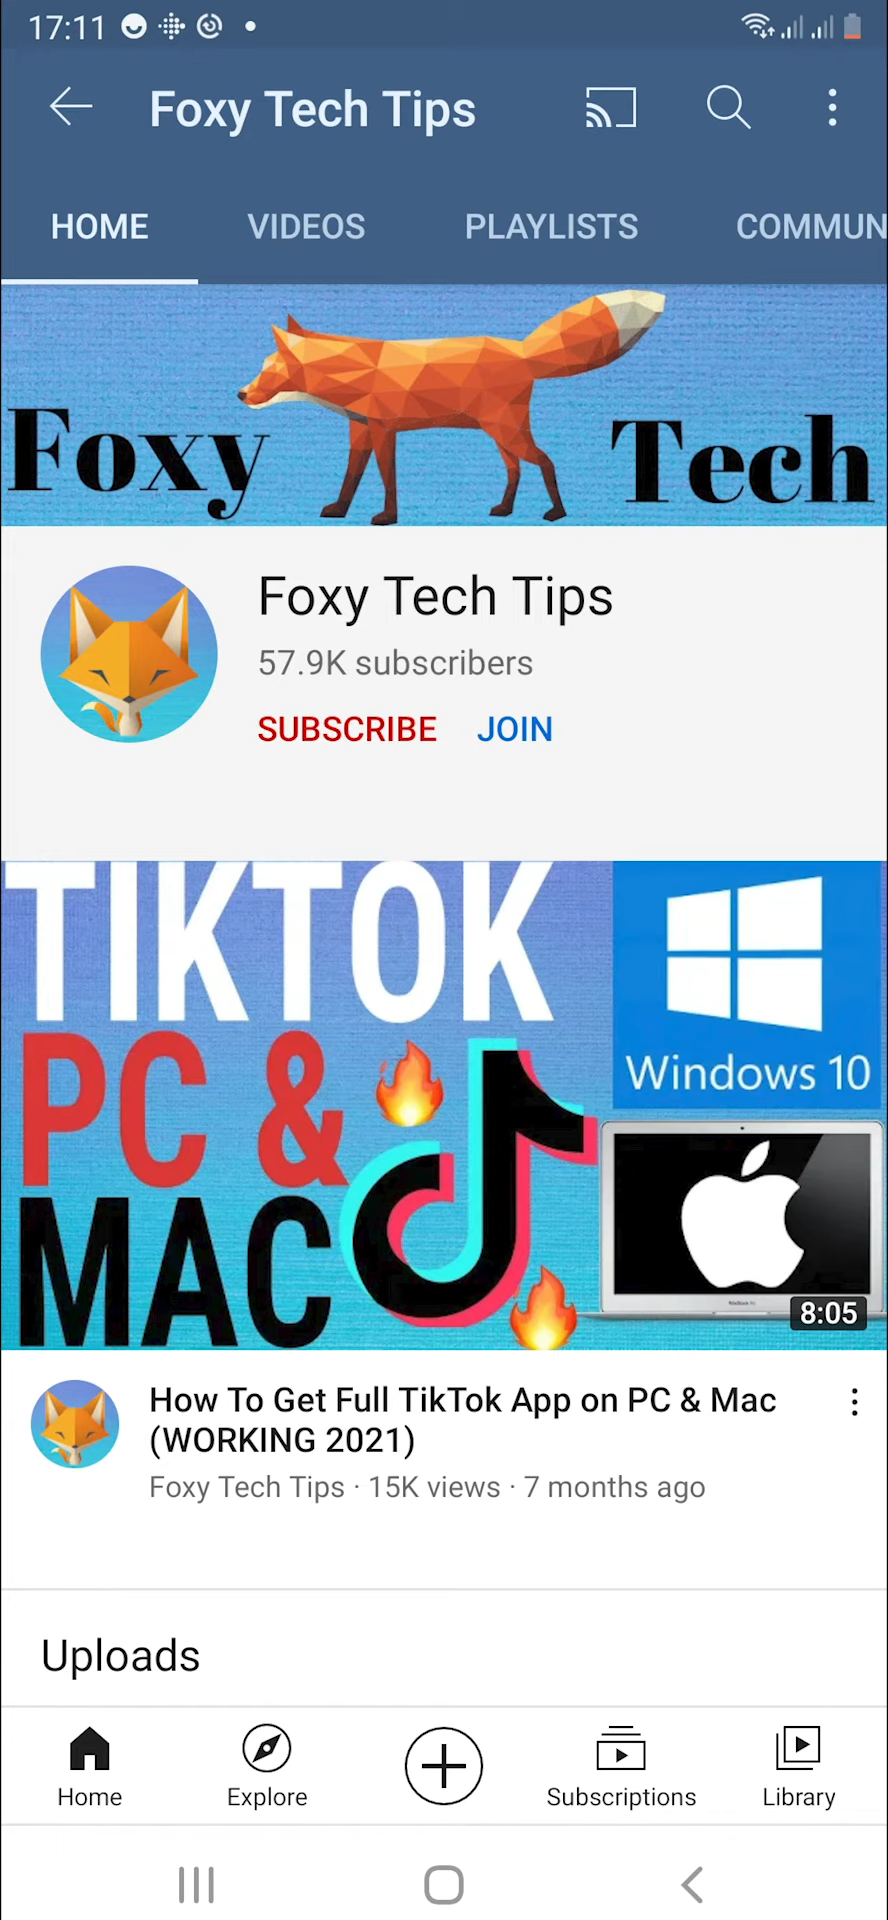 17:11
Foxy Tech Tips
HOME VIDEOS PLAYLISTS COMMUN
Foxy Tech
Foxy Tech Tips
57.9K subscribers
SUBSCRIBE JOIN
TIKTOK
PC &
MAC
Windows 10
8:05
How To Get Full TikTok App on PC & Mac
(WORKING 2021)
Foxy Tech Tips · 15K views · 7 months ago
Uploads
Home Explore Subscriptions Library